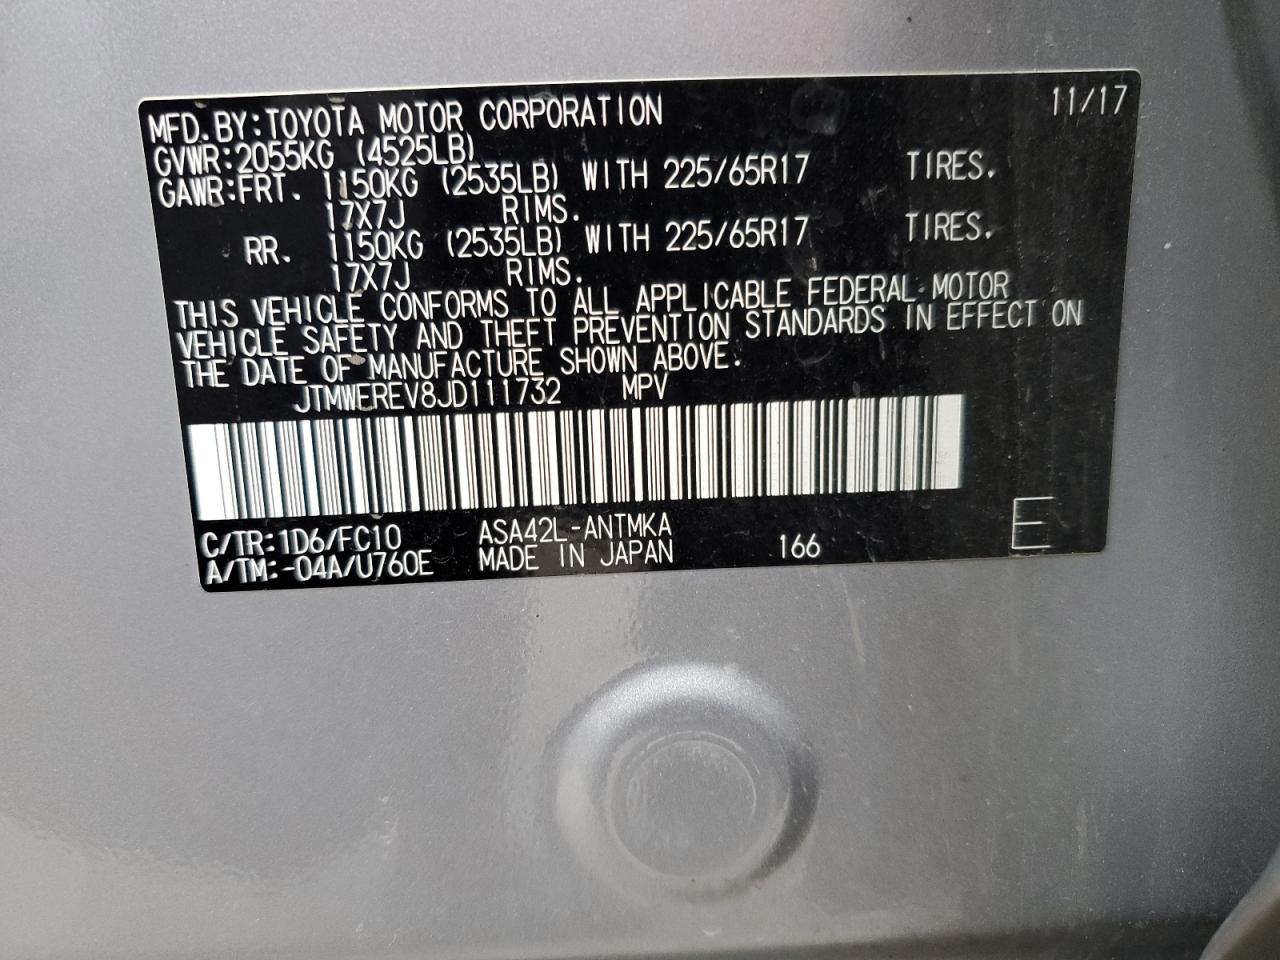 MFD. BY: TOYOTA MOTOR CORPORATION 11/17
GVWR: 2055KG (4525LB)
GAWR: FRT. 1150KG (2535LB) WITH 225/65R17 TIRES.
17X7J RIMS.
RR. 1150KG (2535LB) WITH 225/65R17 TIRES.
17X7J RIMS.
THIS VEHICLE CONFORMS TO ALL APPLICABLE FEDERAL MOTOR
VEHICLE SAFETY AND THEFT PREVENTION STANDARDS IN EFFECT ON
THE DATE OF MANUFACTURE SHOWN ABOVE.
JTMWEREV8JD111732 MPV
C/TR: 1D6/FC10 ASA42L-ANTMKA
A/TM: -04A/U760E MADE IN JAPAN 166 E